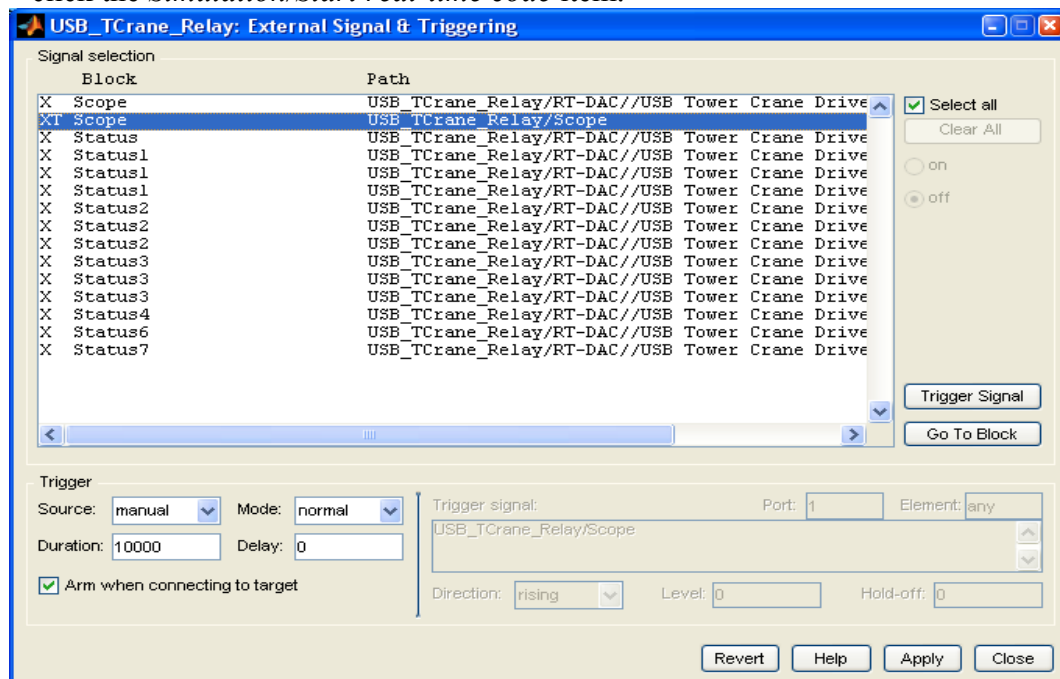 click the Simulation/Start real-time code item.
USB_TCrane_Relay: External Signal & Triggering
Signal selection
Block Path
X Scope USB_TCrane_Relay/RT-DAC//USB Tower Crane Drive
XT Scope USB_TCrane_Relay/Scope
X Status USB_TCrane_Relay/RT-DAC//USB Tower Crane Drive
X Status1 USB_TCrane_Relay/RT-DAC//USB Tower Crane Drive
X Status1 USB_TCrane_Relay/RT-DAC//USB Tower Crane Drive
X Status1 USB_TCrane_Relay/RT-DAC//USB Tower Crane Drive
X Status2 USB_TCrane_Relay/RT-DAC//USB Tower Crane Drive
X Status2 USB_TCrane_Relay/RT-DAC//USB Tower Crane Drive
X Status2 USB_TCrane_Relay/RT-DAC//USB Tower Crane Drive
X Status3 USB_TCrane_Relay/RT-DAC//USB Tower Crane Drive
X Status3 USB_TCrane_Relay/RT-DAC//USB Tower Crane Drive
X Status3 USB_TCrane_Relay/RT-DAC//USB Tower Crane Drive
X Status4 USB_TCrane_Relay/RT-DAC//USB Tower Crane Drive
X Status6 USB_TCrane_Relay/RT-DAC//USB Tower Crane Drive
X Status7 USB_TCrane_Relay/RT-DAC//USB Tower Crane Drive
Select all
Clear All
on
off
Trigger Signal
Go To Block
Trigger
Source: manual Mode: normal
Duration: 10000 Delay: 0
Arm when connecting to target
Trigger signal: Port: 1 Element: any
USB_TCrane_Relay/Scope
Direction: rising Level: 0 Hold-off: 0
Revert Help Apply Close